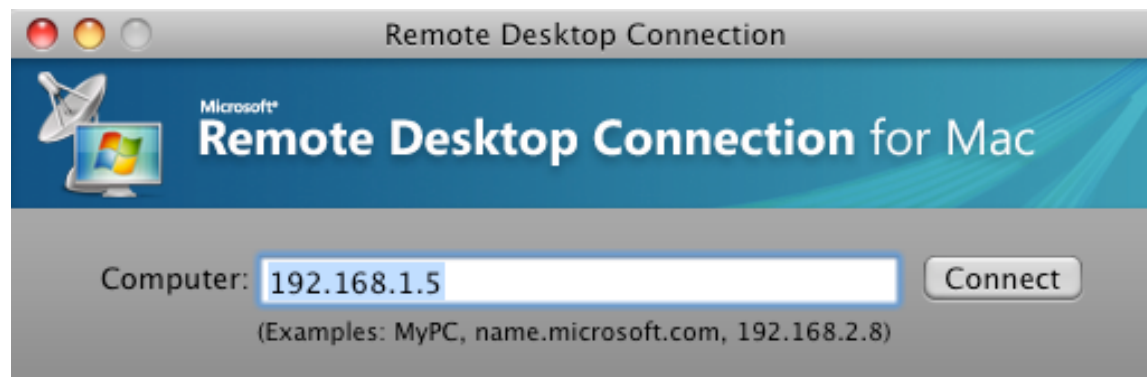 Remote Desktop Connection
Microsoft®
Remote Desktop Connection for Mac
Computer: 192.168.1.5 Connect
(Examples: MyPC, name.microsoft.com, 192.168.2.8)